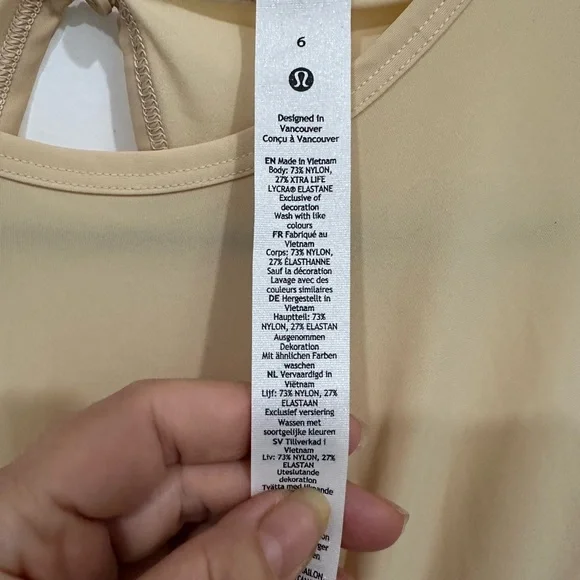 6
Designed in
Vancouver
Conçu à Vancouver
EN Made in Vietnam
Body: 73% NYLON,
27% XTRA LIFE
LYCRA® ELASTANE
Exclusive of
decoration
Wash with like
colours
FR Fabriqué au
Vietnam
Corps: 73% NYLON,
27% ÉLASTHANNE
Sauf la décoration
Lavage avec des
couleurs similaires
DE Hergestellt in
Vietnam
Hauptteil: 73%
NYLON, 27% ELASTAN
Ausgenommen
Dekoration
Mit ähnlichen Farben
waschen
NL Vervaardigd in
Viëtnam
Lijf: 73% NYLON, 27%
ELASTAAN
Exclusief versiering
Wassen met
soortgelijke kleuren
SV Tillverkad i
Vietnam
Liv: 73% NYLON, 27%
ELASTAN
Uteslutande
dekoration
Tvätta med